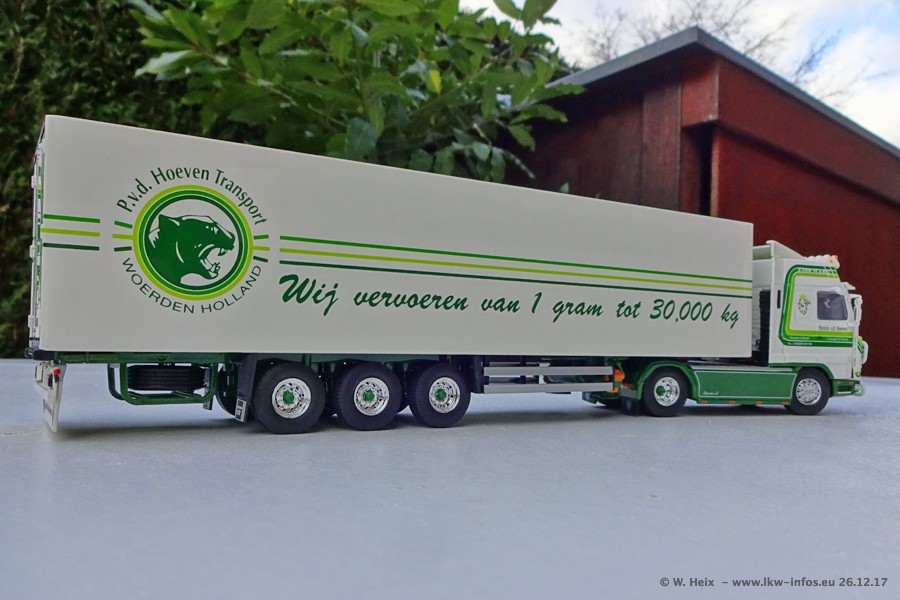 P.v.d. Hoeven Transport
WOERDEN HOLLAND
Wij vervoeren van 1 gram tot 30,000 kg
© W. Heix - www.lkw-infos.eu 26.12.17